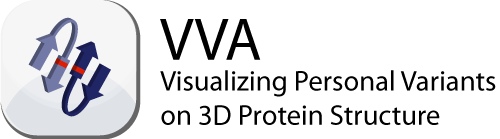 VVA
Visualizing Personal Variants
on 3D Protein Structure